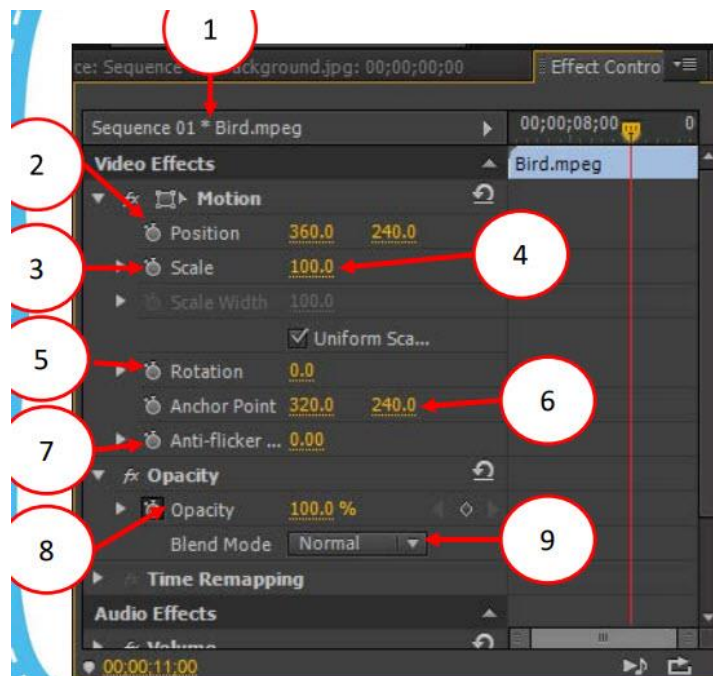 1
ce: Sequence ckground.jpg: 00;00;00;00 Effect Contro
Sequence 01 * Bird.mpeg 00;00;08;00 0
2 Video Effects Bird.mpeg
fx Motion
Position 360.0 240.0
3 Scale 100.0 4
Scale Width 100.0
Uniform Sca...
5 Rotation 0.0
Anchor Point 320.0 240.0 6
7 Anti-flicker ... 0.00
fx Opacity
Opacity 100.0 %
8 Blend Mode Normal 9
Time Remapping
Audio Effects
fx Volume
00;00;11;00